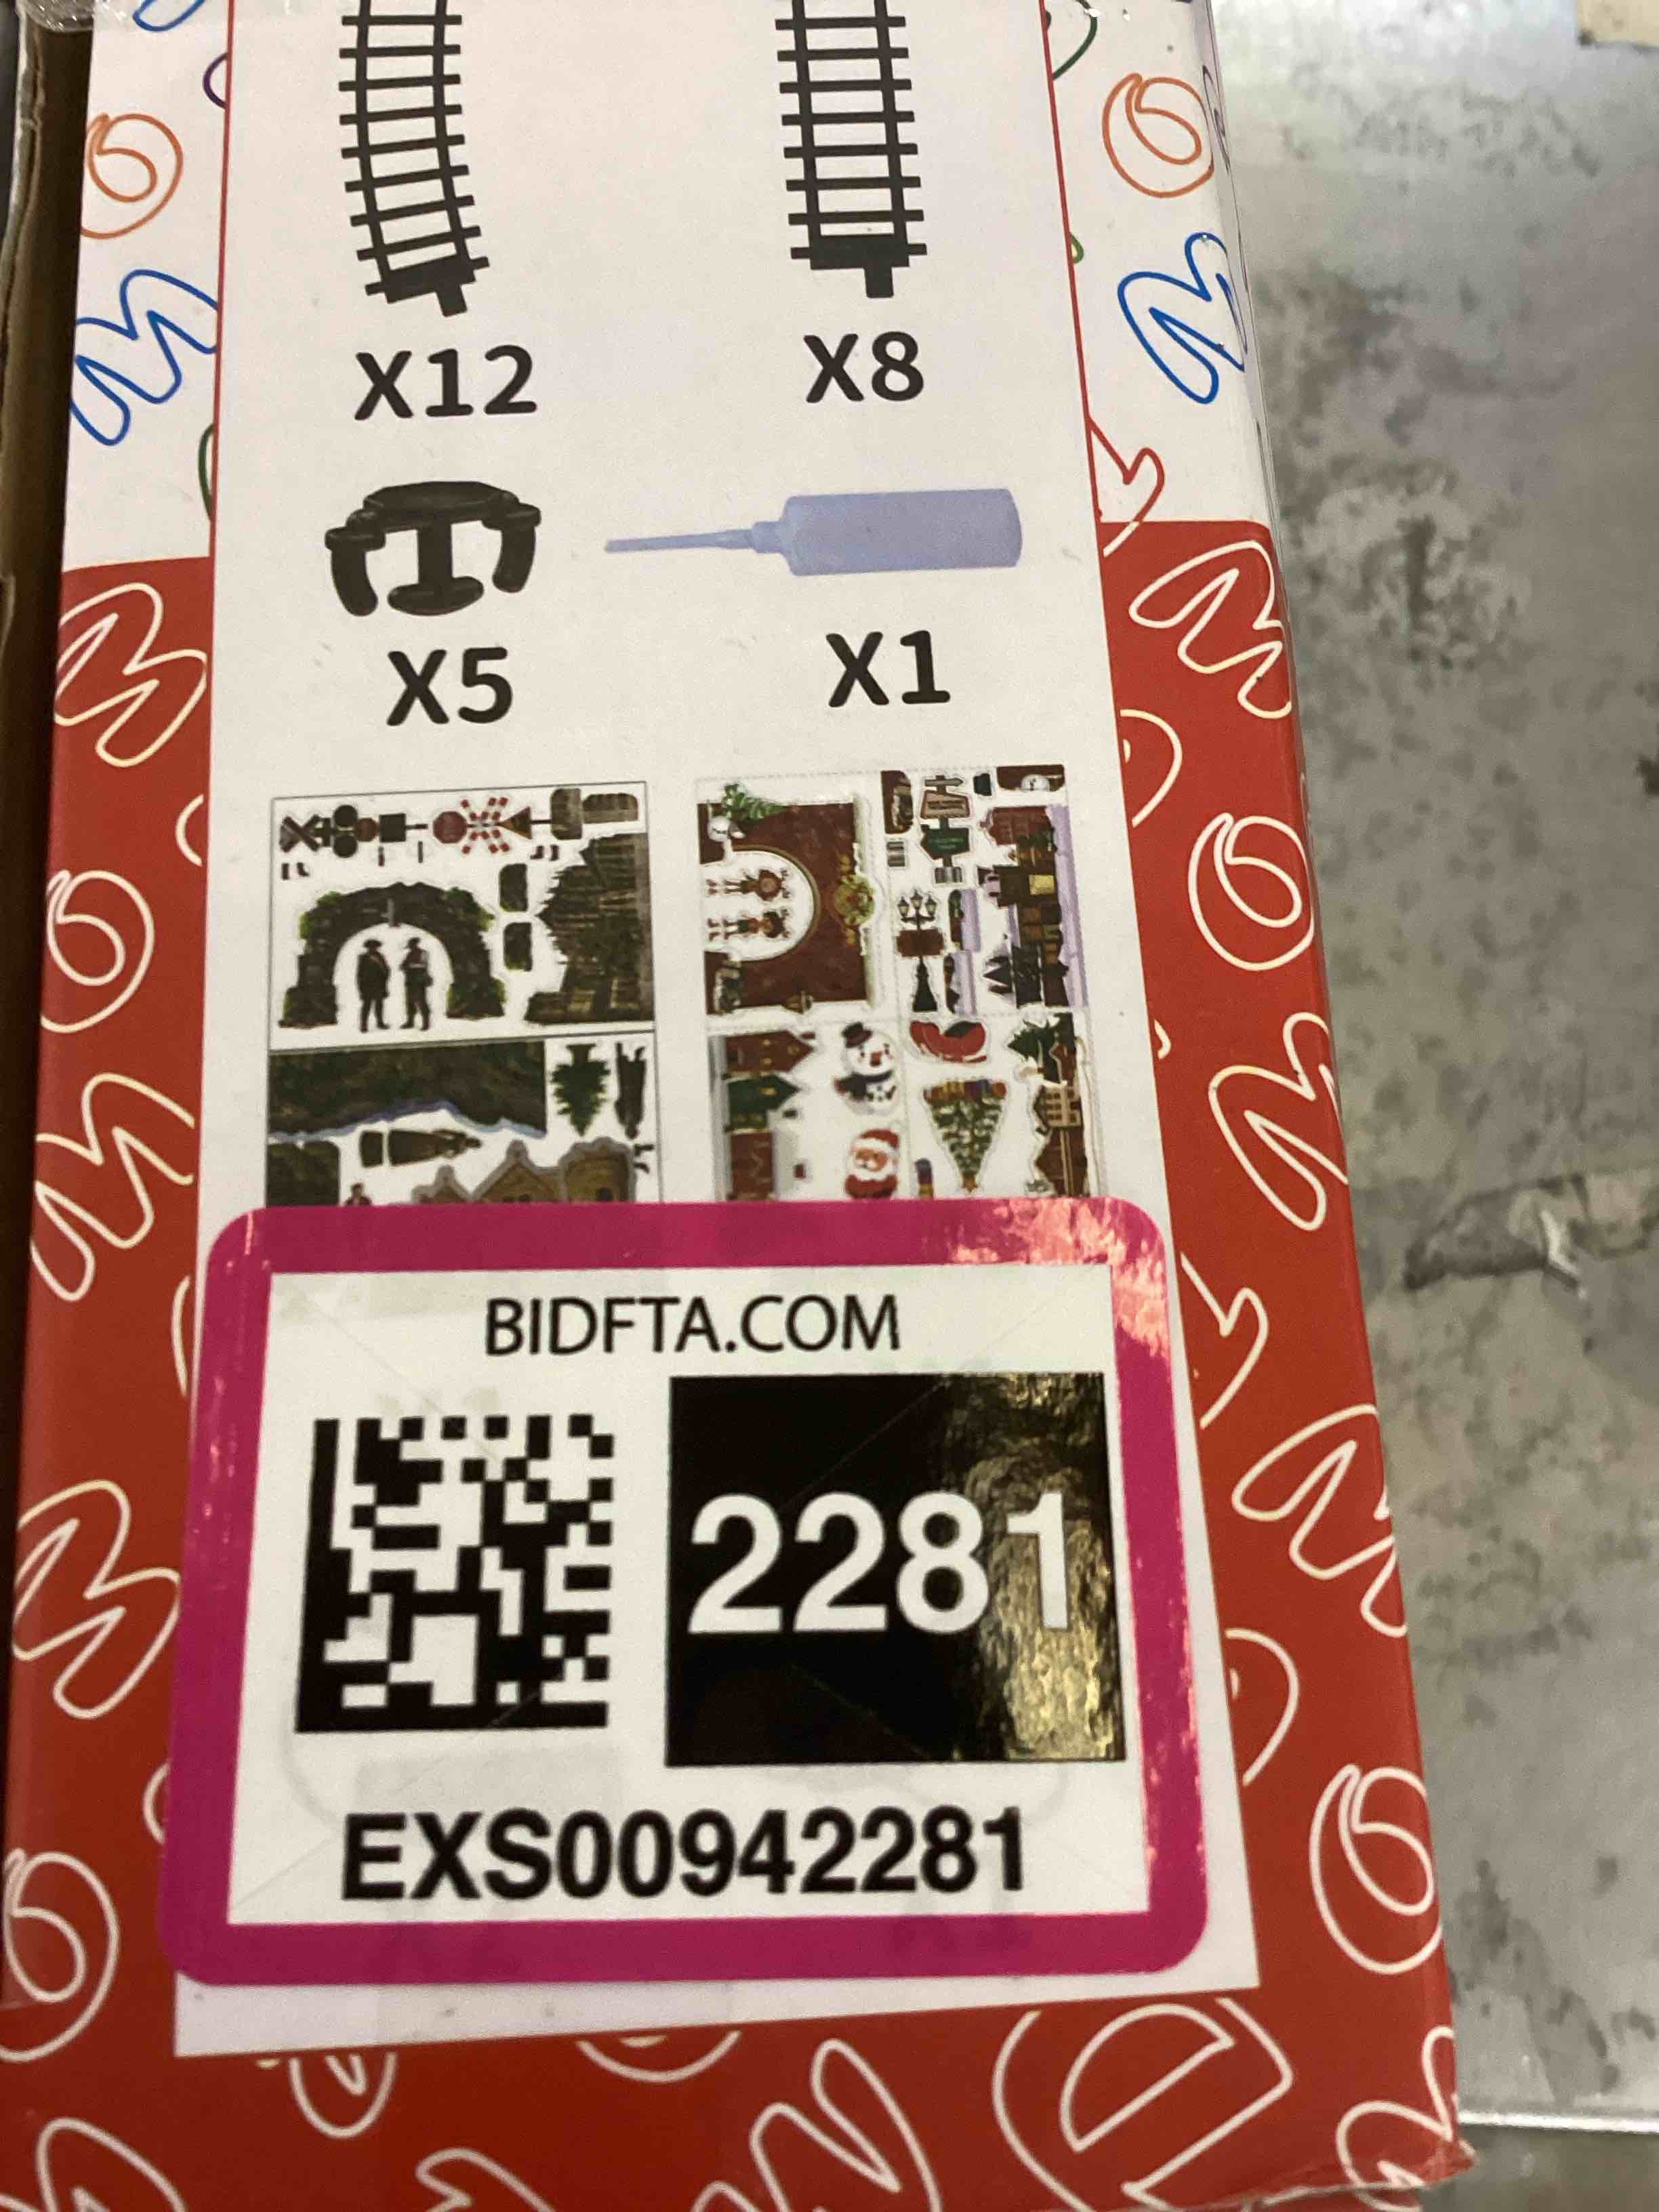 X12 X8
X5 X1
BIDFTA.COM
2281
EXS00942281